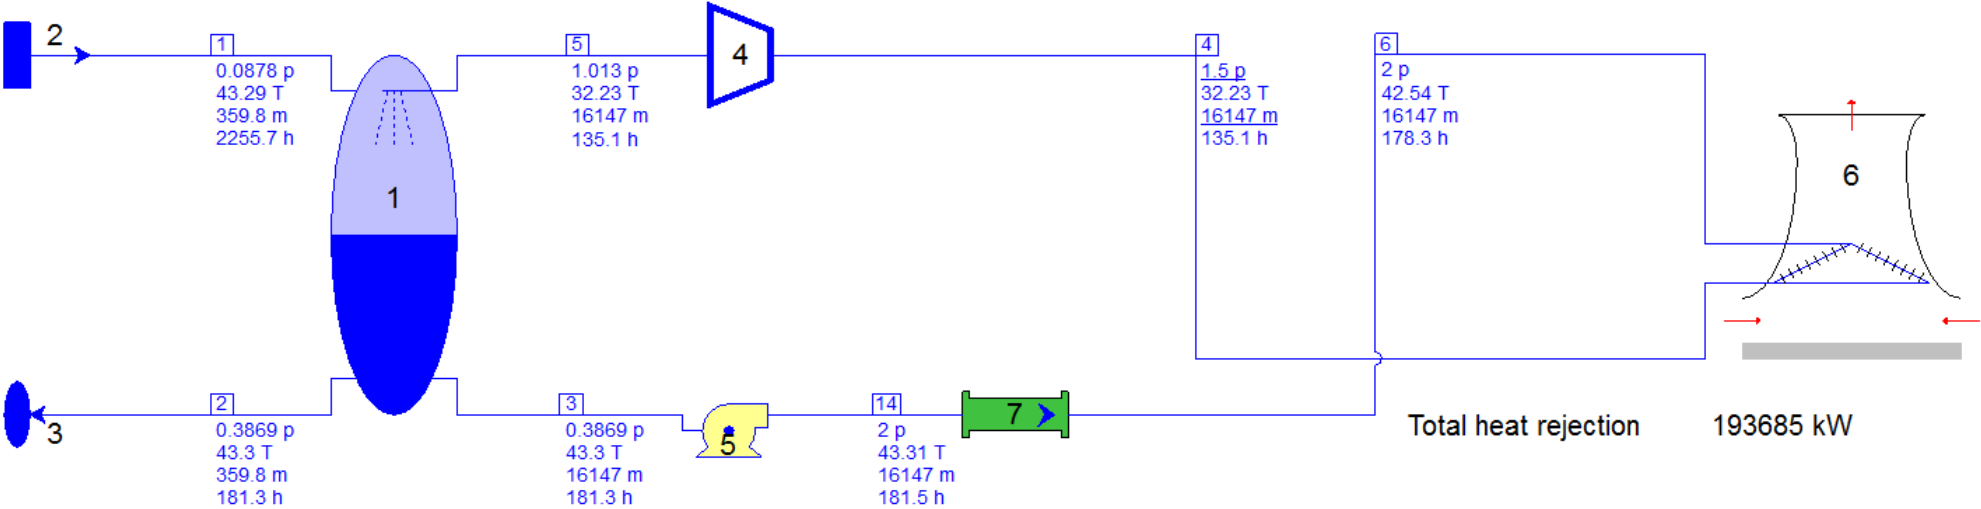 2
1
0.0878 p
43.29 T
359.8 m
2255.7 h
5
1.013 p
32.23 T
16147 m
135.1 h
4
4
1.5 p
32.23 T
16147 m
135.1 h
6
2 p
42.54 T
16147 m
178.3 h
6
1
3
2
0.3869 p
43.3 T
359.8 m
181.3 h
3
0.3869 p
43.3 T
16147 m
181.3 h
5
14
2 p
43.31 T
16147 m
181.5 h
7
Total heat rejection 193685 kW